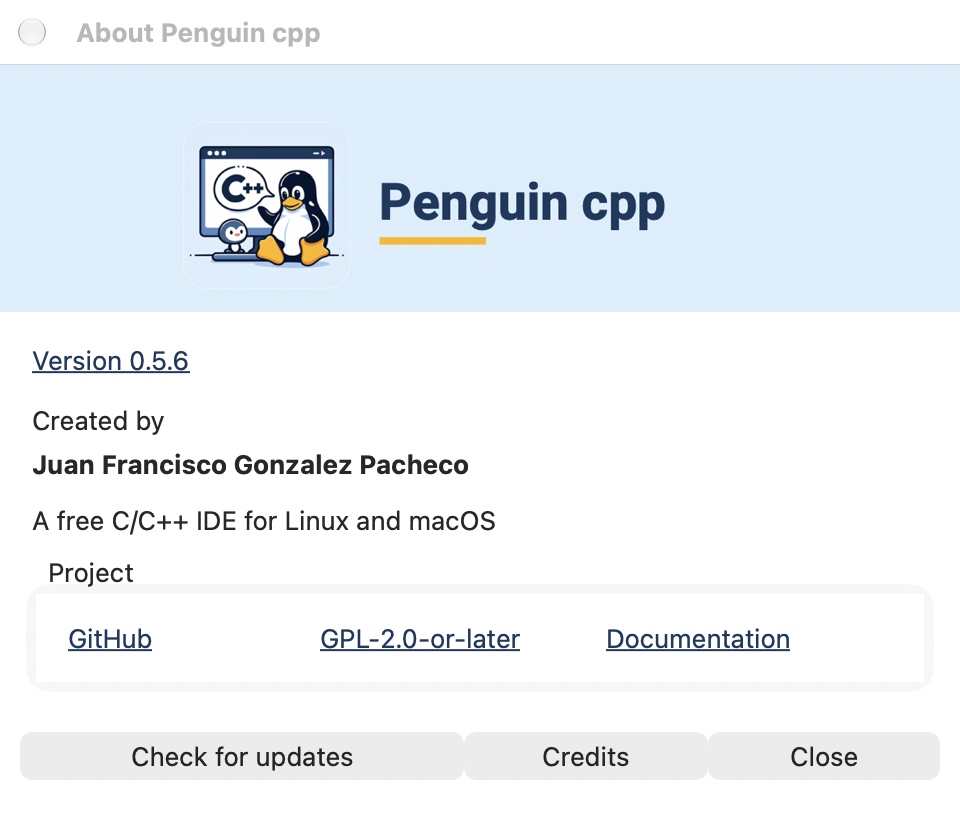 About Penguin cpp
C++
Penguin cpp
Version 0.5.6
Created by
Juan Francisco Gonzalez Pacheco
A free C/C++ IDE for Linux and macOS
Project
GitHub GPL-2.0-or-later Documentation
Check for updates Credits Close